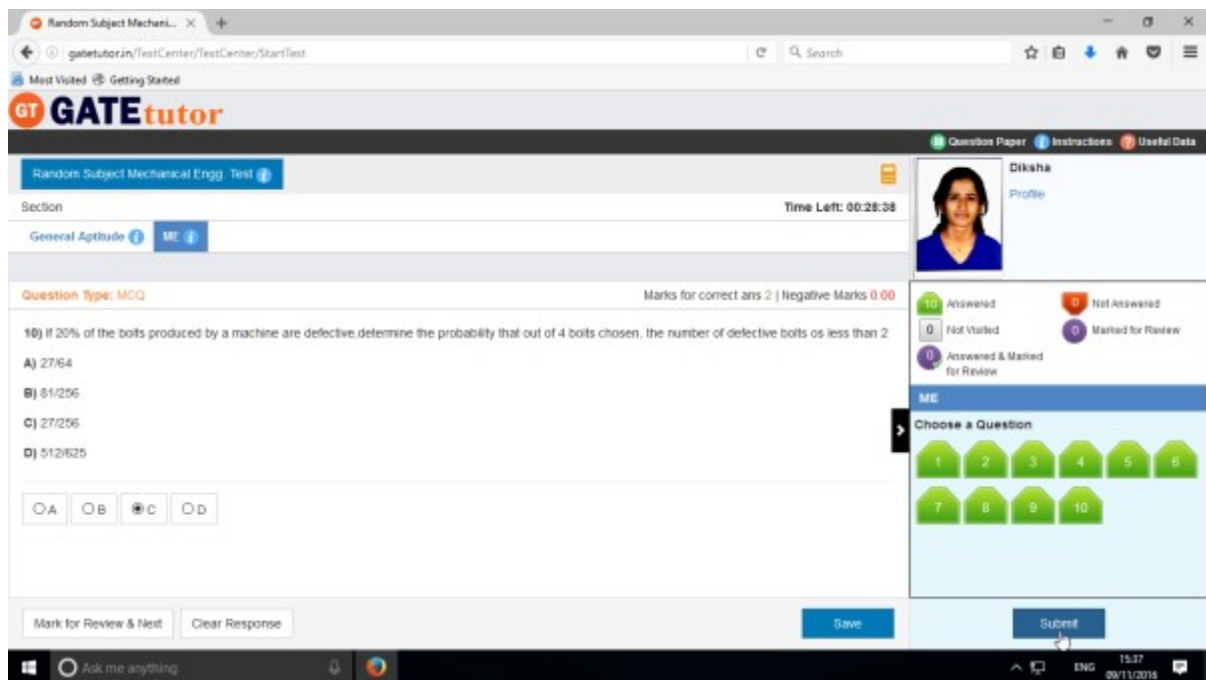 Random Subject Mechani...
gatetutor.in/TestCenter/TestCenter/StartTest
Search
Most Visited Getting Started
GT GATEtutor
Question Paper Instructions Useful Data
Random Subject Mechanical Engg. Test
Diksha
Profile
Section Time Left: 00:28:38
General Aptitude ME
Question Type: MCQ Marks for correct ans 2 | Negative Marks 0.00
10) If 20% of the bolts produced by a machine are defective,determine the probability that out of 4 bolts chosen, the number of defective bolts os less than 2
A) 27/64
B) 81/256
C) 27/256
D) 512/625
A B C D
Mark for Review & Next Clear Response Save
10 Answered 0 Not Answered
0 Not Visited 0 Marked for Review
0 Answered & Marked
for Review
ME
Choose a Question
1 2 3 4 5 6
7 8 9 10
Submit
Ask me anything
ENG 15:37
09/11/2016